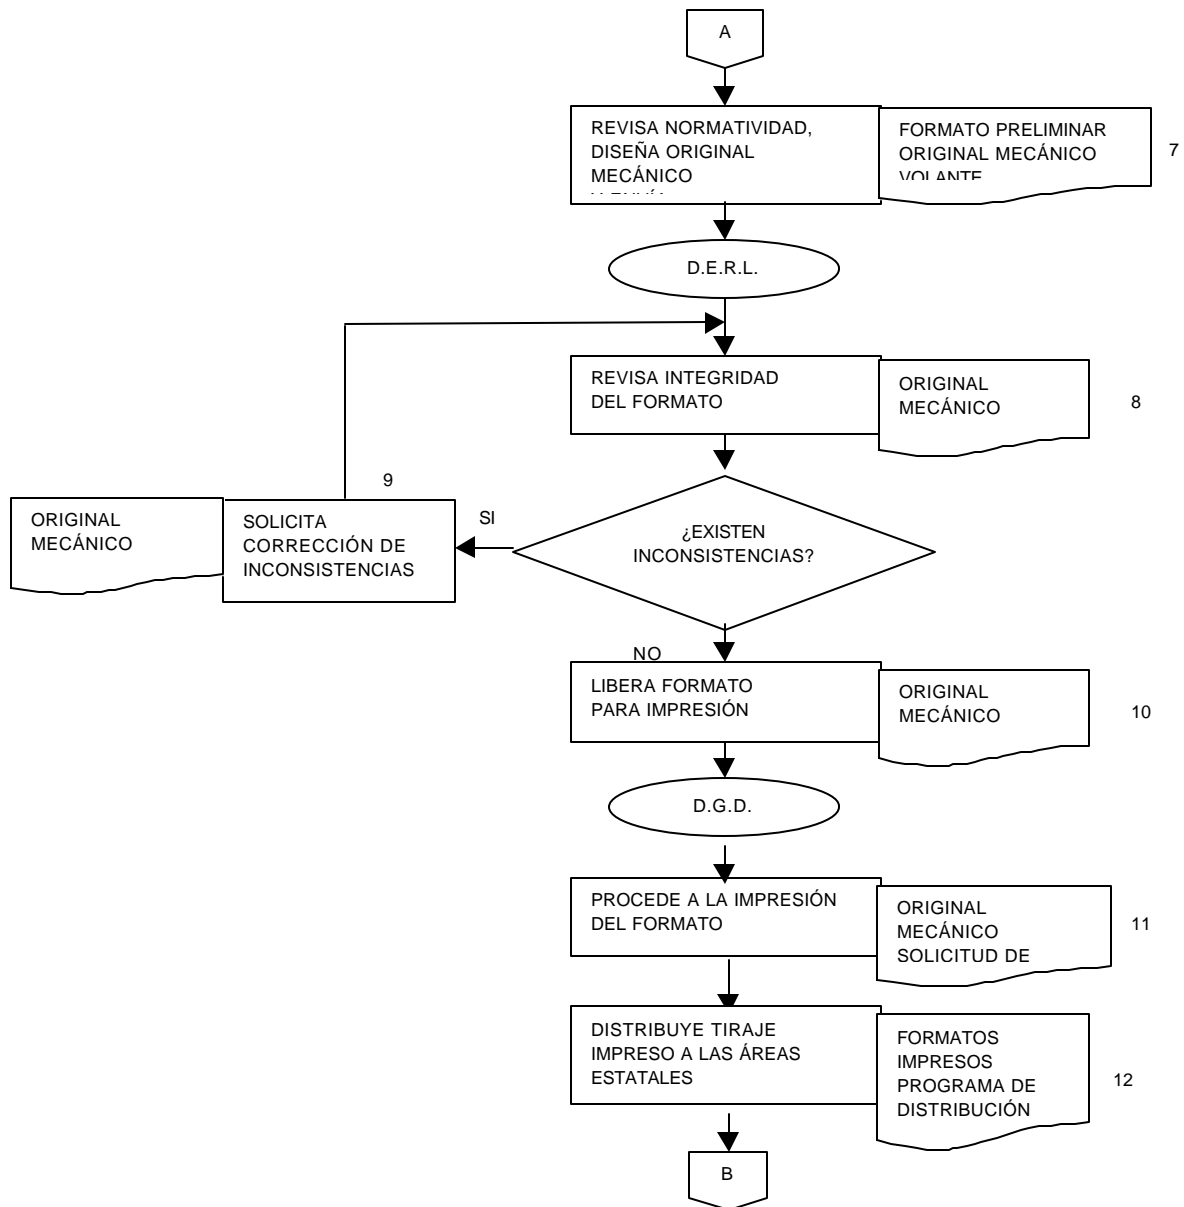 A
REVISA NORMATIVIDAD,
DISEÑA ORIGINAL
MECÁNICO
FORMATO PRELIMINAR
ORIGINAL MECÁNICO
VOLANTE
7
D.E.R.L.
REVISA INTEGRIDAD
DEL FORMATO
ORIGINAL
MECÁNICO
8
9
ORIGINAL
MECÁNICO
SOLICITA
CORRECCIÓN DE
INCONSISTENCIAS
SI
¿EXISTEN
INCONSISTENCIAS?
NO
LIBERA FORMATO
PARA IMPRESIÓN
ORIGINAL
MECÁNICO
10
D.G.D.
PROCEDE A LA IMPRESIÓN
DEL FORMATO
ORIGINAL
MECÁNICO
SOLICITUD DE
11
DISTRIBUYE TIRAJE
IMPRESO A LAS ÁREAS
ESTATALES
FORMATOS
IMPRESOS
PROGRAMA DE
DISTRIBUCIÓN
12
B